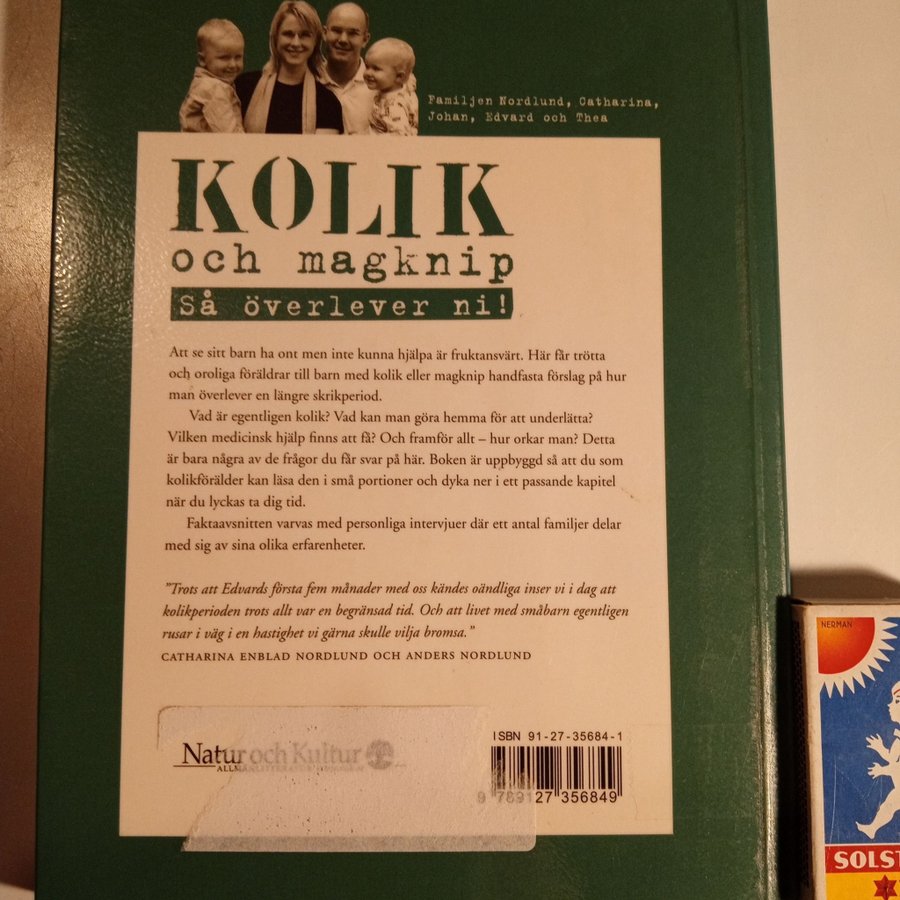 Familjen Nordlund, Catharina,
Johan, Edvard och Thea
KOLIK
och magknip
Så överlever ni!
Att se sitt barn ha ont men inte kunna hjälpa är fruktansvärt. Här får trötta
och oroliga föräldrar till barn med kolik eller magknip handfasta förslag på hur
man överlever en längre skrikperiod.
Vad är egentligen kolik? Vad kan man göra hemma för att underlätta?
Vilken medicinsk hjälp finns att få? Och framför allt – hur orkar man? Detta
är bara några av de frågor du får svar på här. Boken är uppbyggd så att du som
kolikförälder kan läsa den i små portioner och dyka ner i ett passande kapitel
när du lyckas ta dig tid.
Faktaavsnitten varvas med personliga intervjuer där ett antal familjer delar
med sig av sina olika erfarenheter.
”Trots att Edvards första fem månader med oss kändes oändliga inser vi i dag att
kolikperioden trots allt var en begränsad tid. Och att livet med småbarn egentligen
rusar i väg i en hastighet vi gärna skulle vilja bromsa.”
CATHARINA ENBLAD NORDLUND OCH ANDERS NORDLUND
Natur och Kultur
ISBN 91-27-35684-1
9 789127 356849
NERMAN
SOLST